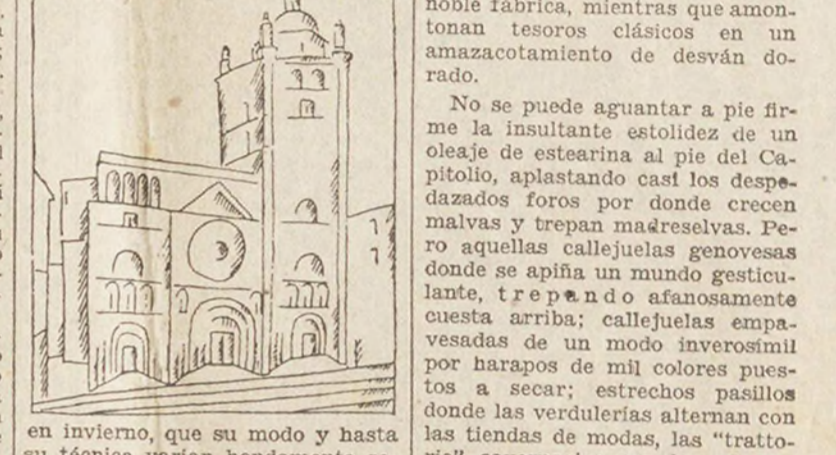 en invierno, que su modo y hasta
su técnica varían hondamente
noble fábrica, mientras que amon-
tonan tesoros clásicos en un
amazacotamiento de desván do-
rado.
No se puede aguantar a pie fir-
me la insultante estolidez de un
oleaje de estearina al pie del Ca-
pitolio, aplastando casi los despe-
dazados foros por donde crecen
malvas y trepan madreselvas. Pe-
ro aquellas callejuelas genovesas
donde se apiña un mundo gesticu-
lante, trepando afanosamente
cuesta arriba; callejuelas empa-
vesadas de un modo inverosímil
por harapos de mil colores pues-
tos a secar; estrechos pasillos
donde las verdulerías alternan con
las tiendas de modas, las "tratto-